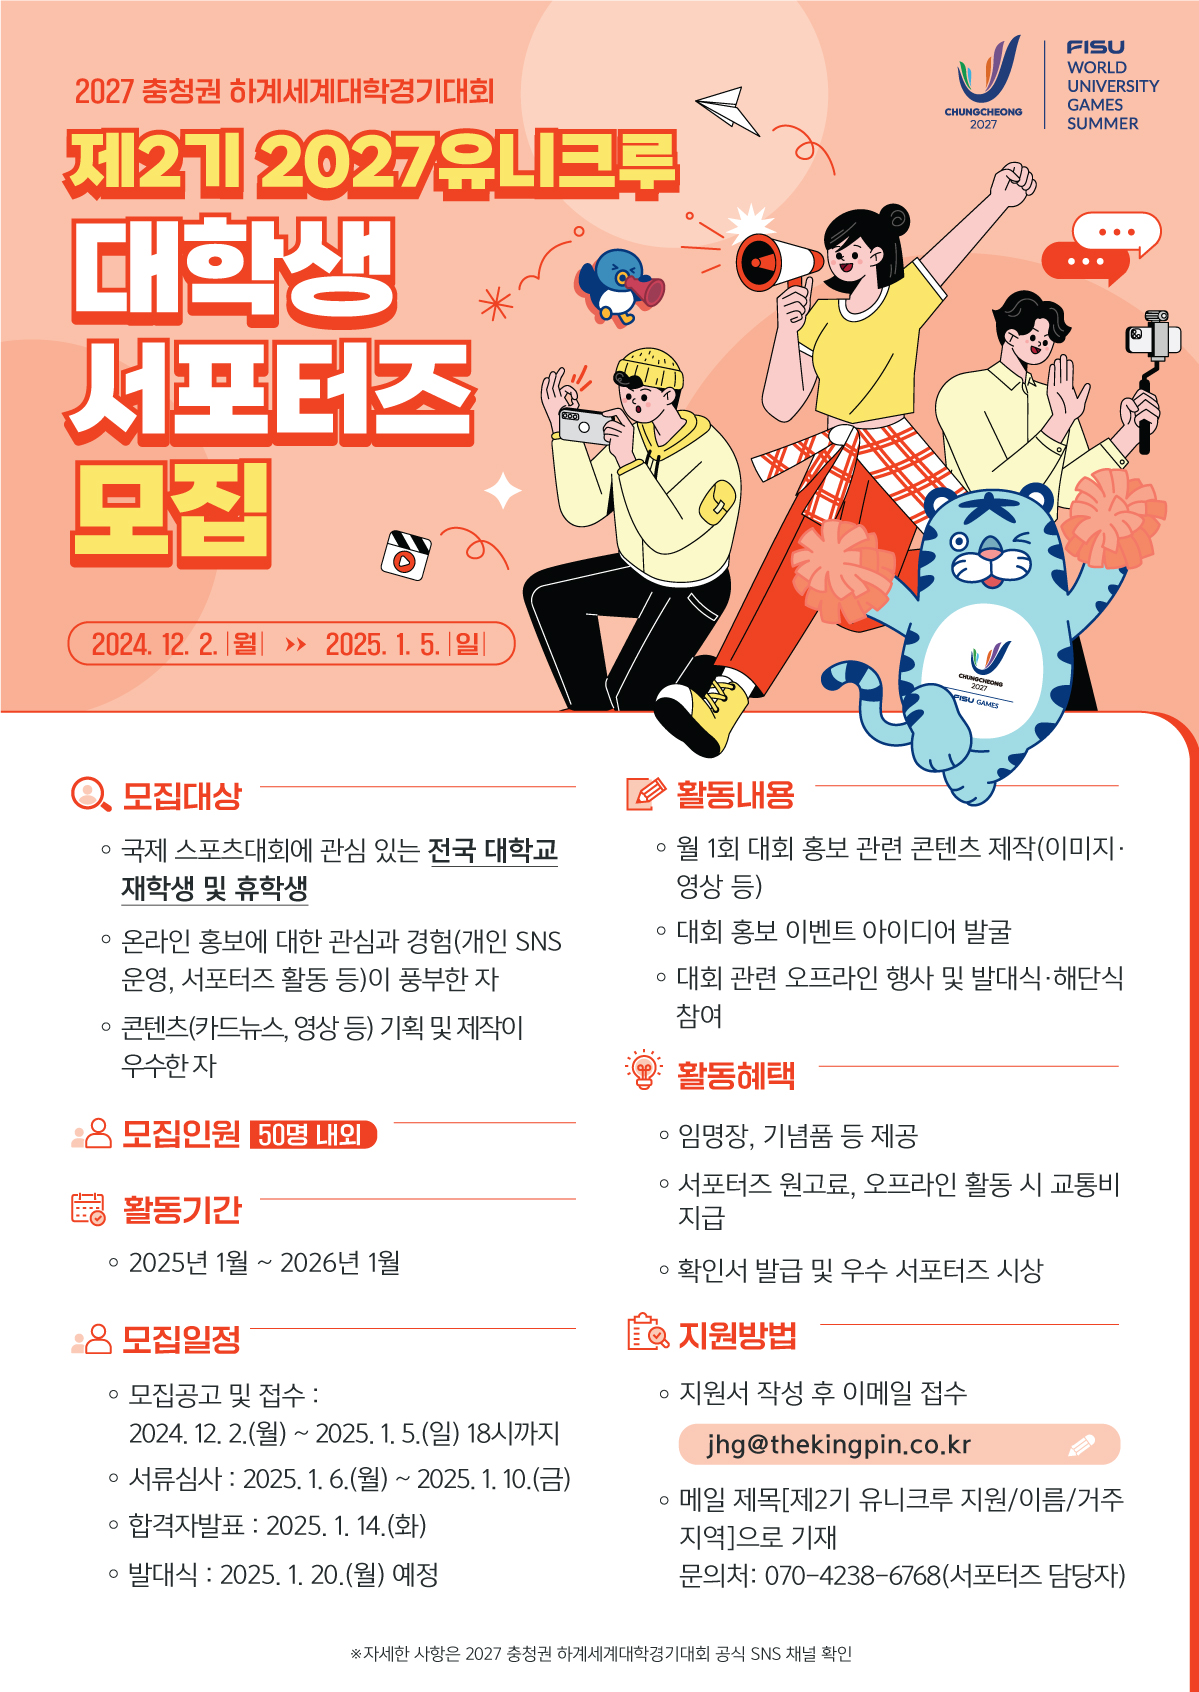 2027 충청권 하계세계대학경기대회
제2기 2027유니크루
대학생
서포터즈
모집
2024. 12. 2. |월| >> 2025. 1. 5. |일|
CHUNGCHEONG
2027
FISU
WORLD
UNIVERSITY
GAMES
SUMMER
CHUNGCHEONG
2027
FISU GAMES
모집대상
국제 스포츠대회에 관심 있는 전국 대학교
재학생 및 휴학생
온라인 홍보에 대한 관심과 경험(개인 SNS
운영, 서포터즈 활동 등)이 풍부한 자
콘텐츠(카드뉴스, 영상 등) 기획 및 제작이
우수한 자
모집인원 50명 내외
활동기간
2025년 1월 ~ 2026년 1월
모집일정
모집공고 및 접수 :
2024. 12. 2.(월) ~ 2025. 1. 5.(일) 18시까지
서류심사 : 2025. 1. 6.(월) ~ 2025. 1. 10.(금)
합격자발표 : 2025. 1. 14.(화)
발대식 : 2025. 1. 20.(월) 예정
활동내용
월 1회 대회 홍보 관련 콘텐츠 제작(이미지·
영상 등)
대회 홍보 이벤트 아이디어 발굴
대회 관련 오프라인 행사 및 발대식·해단식
참여
활동혜택
임명장, 기념품 등 제공
서포터즈 원고료, 오프라인 활동 시 교통비
지급
확인서 발급 및 우수 서포터즈 시상
지원방법
지원서 작성 후 이메일 접수
jhg@thekingpin.co.kr
메일 제목[제2기 유니크루 지원/이름/거주
지역]으로 기재
문의처: 070-4238-6768(서포터즈 담당자)
※자세한 사항은 2027 충청권 하계세계대학경기대회 공식 SNS 채널 확인